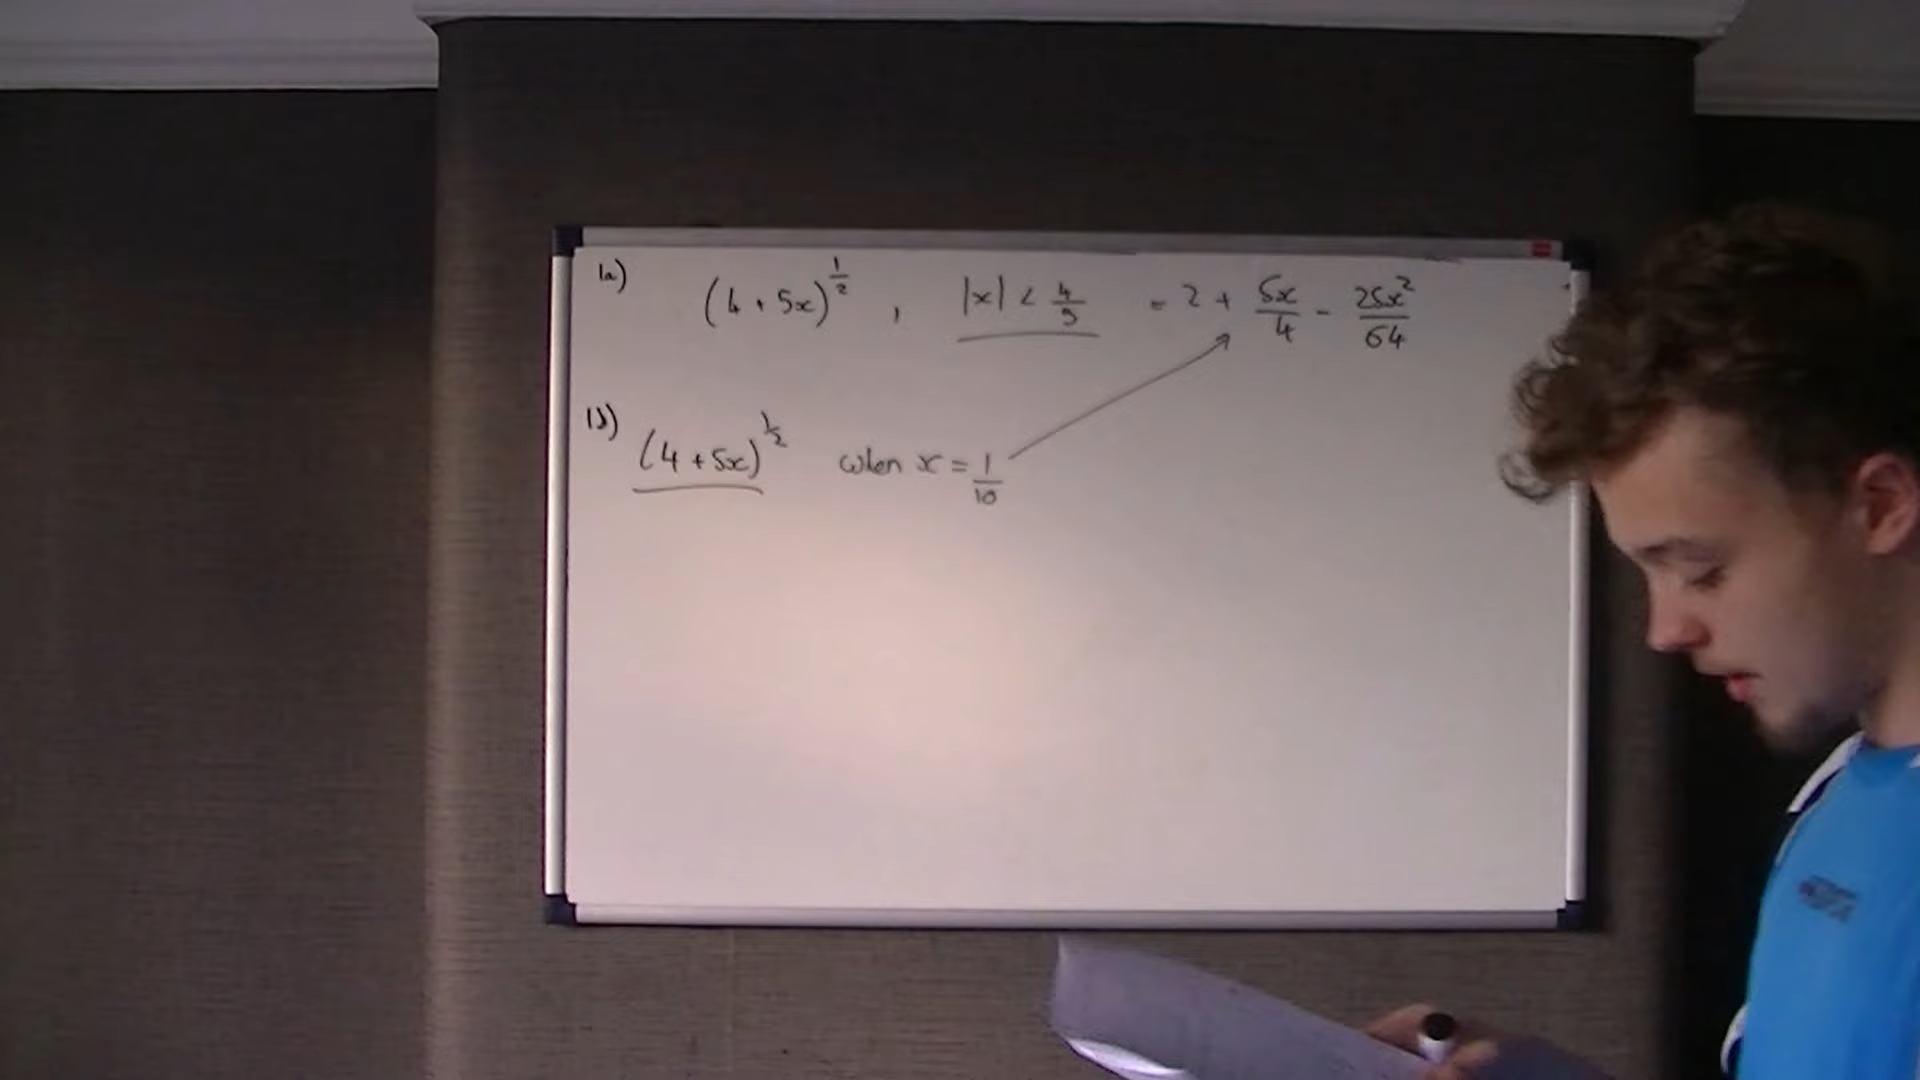 1a) (4 + 5x)^{1/2} , |x| < 4/5 = 2 + 5x/4 - 25x²/64
1b) (4 + 5x)^{1/2} when x = 1/10